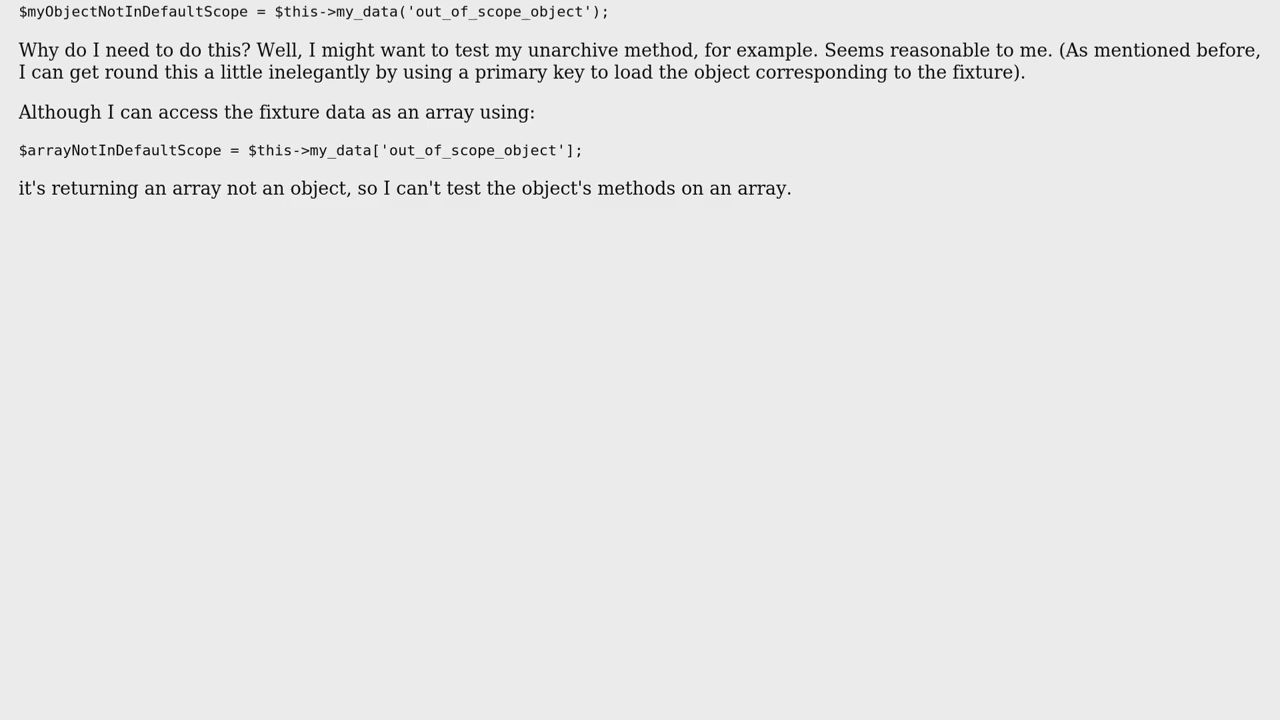 $myObjectNotInDefaultScope = $this->my_data('out_of_scope_object');
Why do I need to do this? Well, I might want to test my unarchive method, for example. Seems reasonable to me. (As mentioned before,
I can get round this a little inelegantly by using a primary key to load the object corresponding to the fixture).
Although I can access the fixture data as an array using:
$arrayNotInDefaultScope = $this->my_data['out_of_scope_object'];
it's returning an array not an object, so I can't test the object's methods on an array.